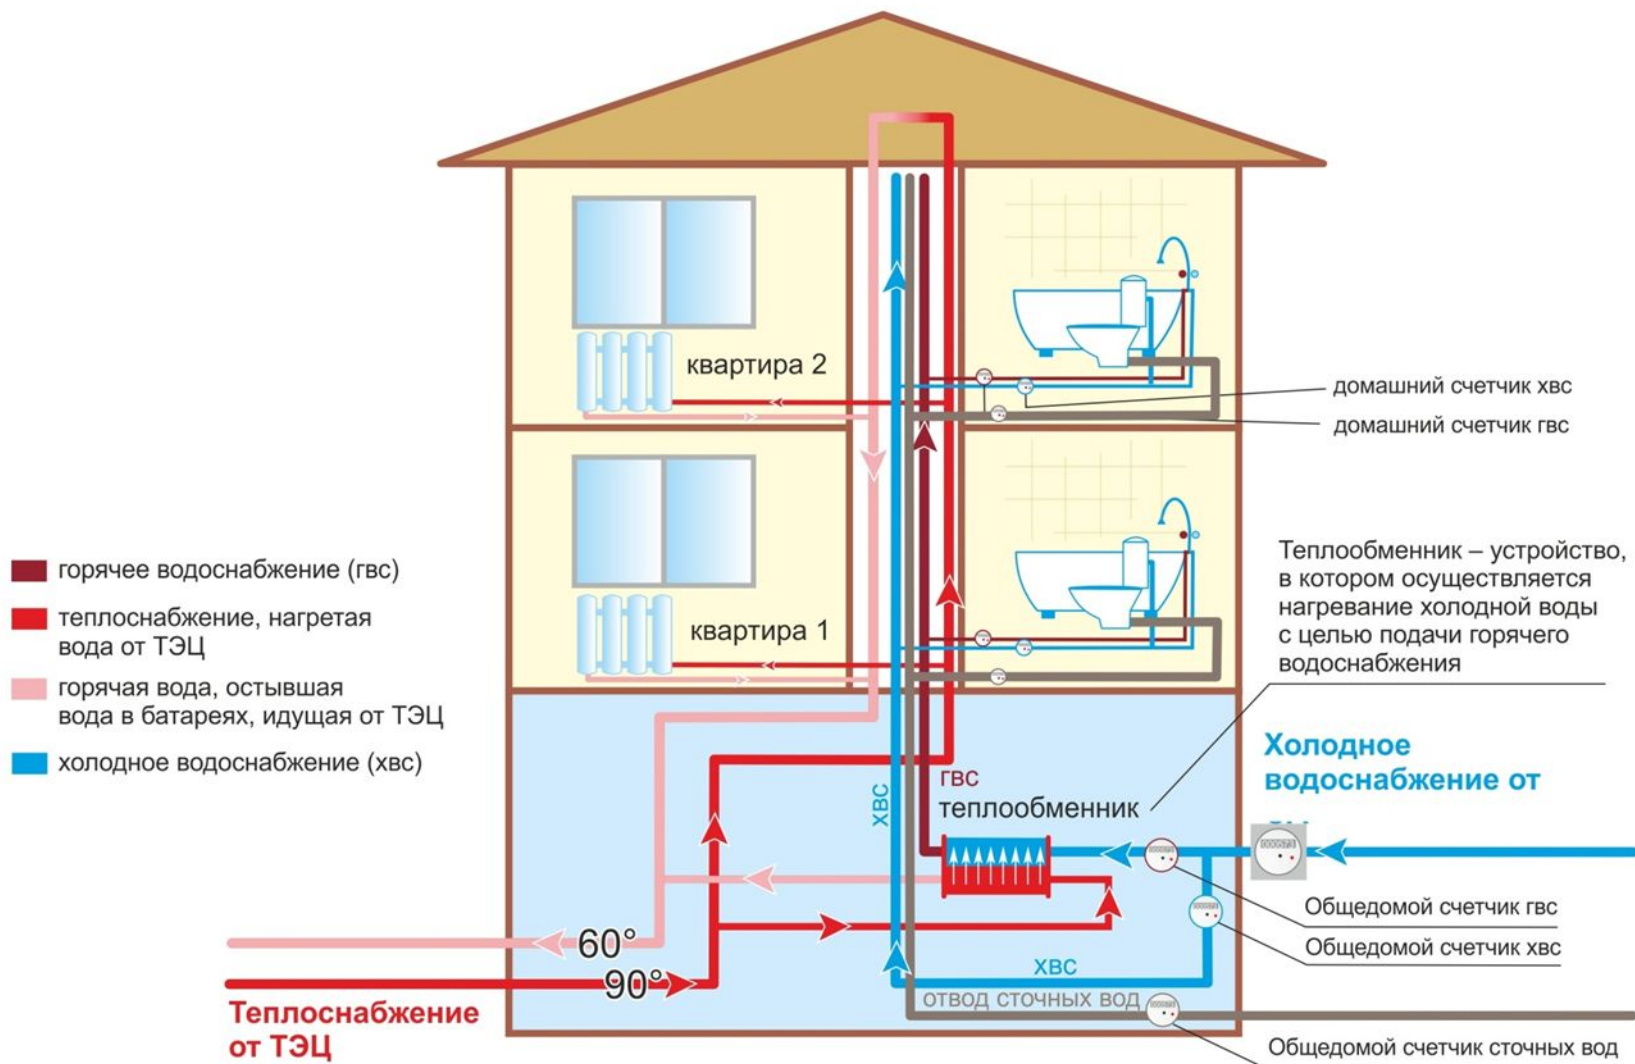 квартира 2
домашний счетчик хвс
домашний счетчик гвс
Теплообменник – устройство,
в котором осуществляется
нагревание холодной воды
с целью подачи горячего
водоснабжения
горячее водоснабжение (гвс)
теплоснабжение, нагретая
вода от ТЭЦ
горячая вода, остывшая
вода в батареях, идущая от ТЭЦ
холодное водоснабжение (хвс)
квартира 1
Холодное
водоснабжение от
гвс
теплообменник
хвс
Общедомой счетчик гвс
Общедомой счетчик хвс
60°
90°
хвс
отвод сточных вод
Теплоснабжение
от ТЭЦ
Общедомой счетчик сточных вод